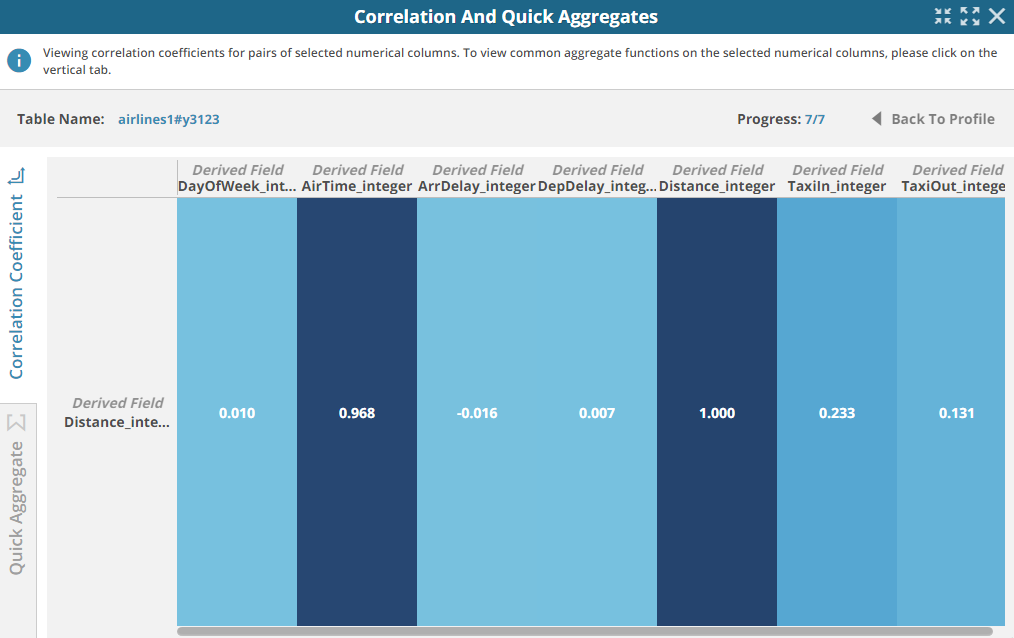 Correlation And Quick Aggregates
Viewing correlation coefficients for pairs of selected numerical columns. To view common aggregate functions on the selected numerical columns, please click on the
vertical tab.
Table Name: airlines1#y3123
Progress: 7/7
Back To Profile
Correlation Coefficient
Quick Aggregate
Derived Field Derived Field Derived Field Derived Field Derived Field Derived Field Derived Field
DayOfWeek_int... AirTime_integer ArrDelay_integer DepDelay_integ... Distance_integer TaxiIn_integer TaxiOut_intege
Derived Field
Distance_inte...
0.010 0.968 -0.016 0.007 1.000 0.233 0.131